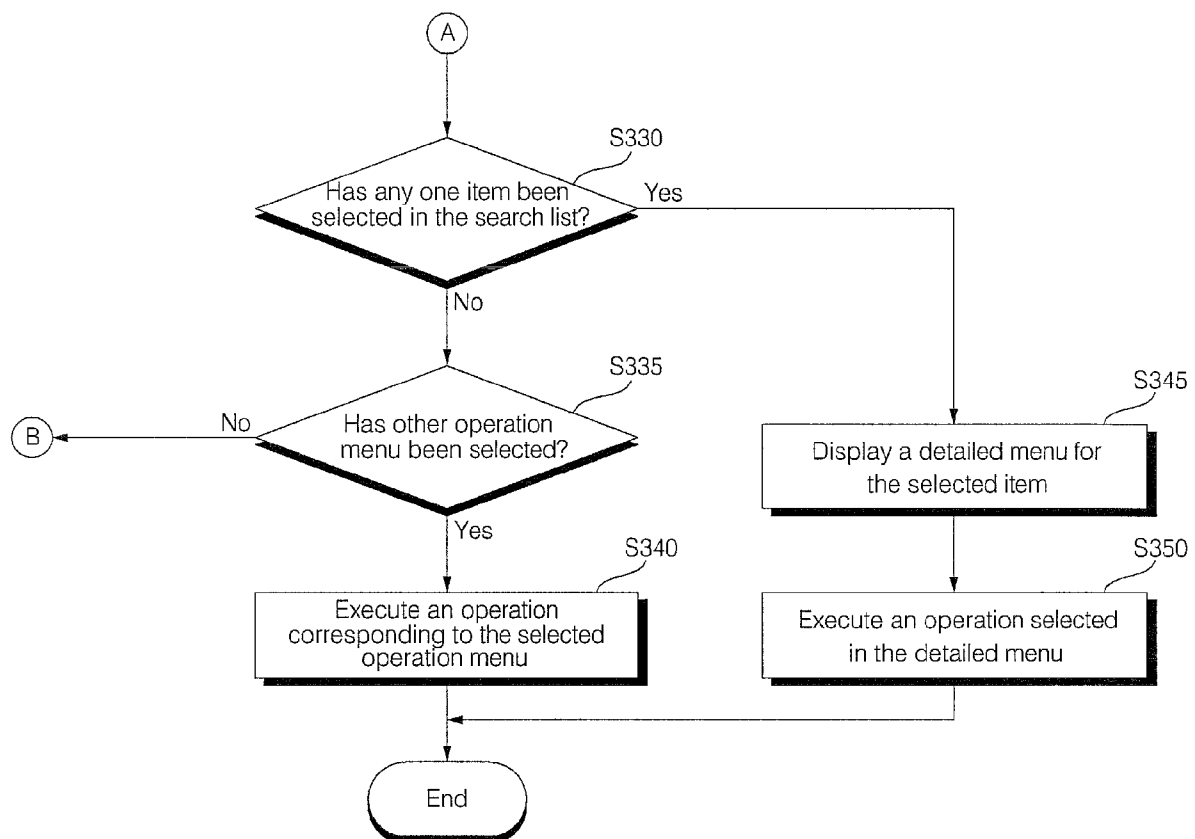 A
S330
Has any one item been
selected in the search list?
Yes
No
S335
Has other operation
menu been selected?
No
B
Yes
S345
Display a detailed menu for
the selected item
S340
Execute an operation
corresponding to the selected
operation menu
S350
Execute an operation selected
in the detailed menu
End